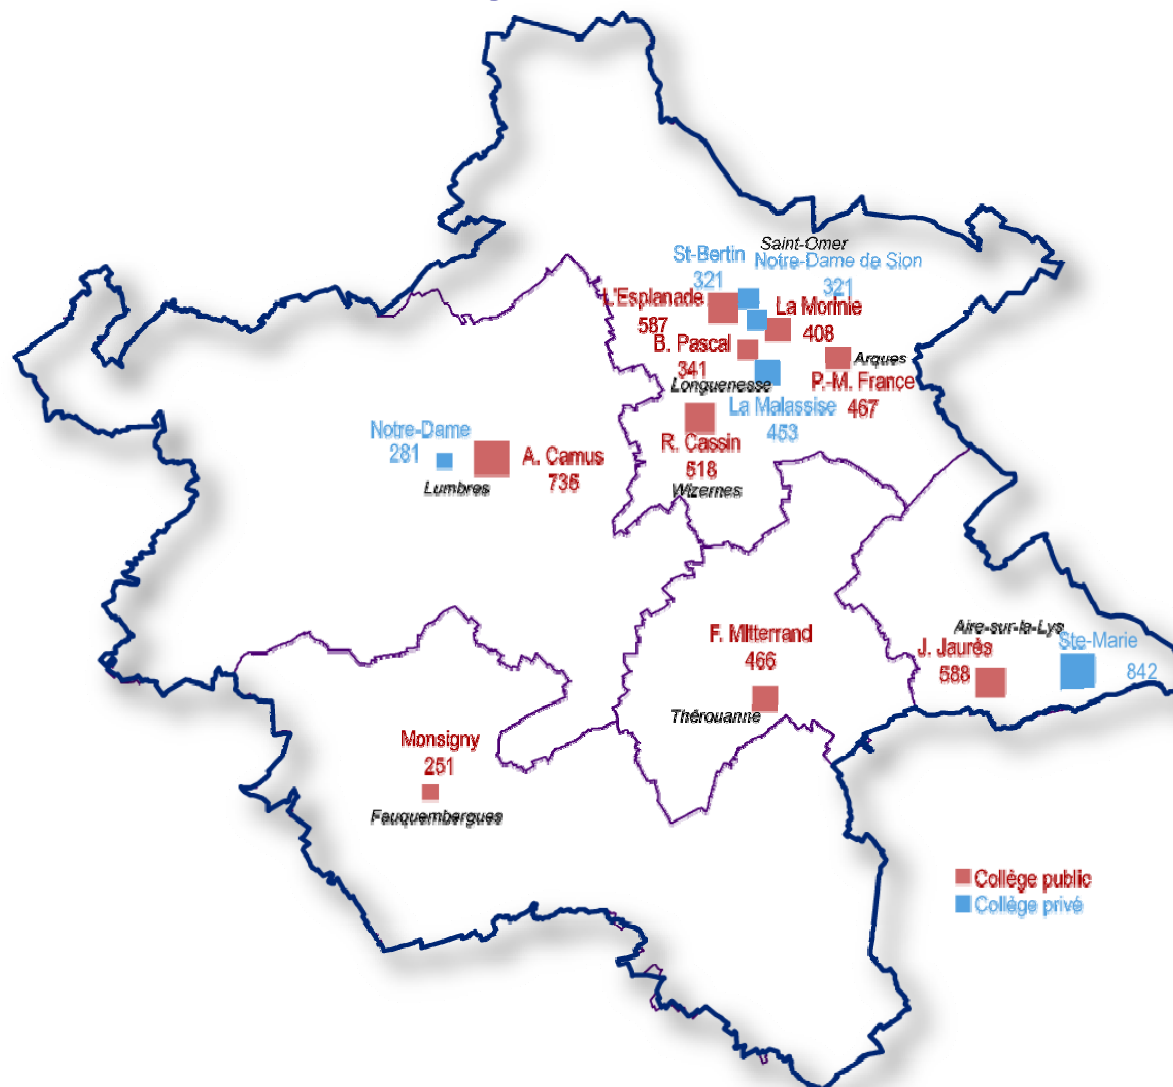 Saint-Omer
St-Bertin
321
Notre-Dame de Sion
321
L'Esplanade
587
La Morinie
408
B. Pascal
341
Arques
P.-M. France
467
Longuenesse
La Malassise
453
R. Cassin
518
Wizernes
Notre-Dame
281
A. Camus
735
Lumbres
F. Mitterrand
466
Thérouanne
Aire-sur-la-Lys
J. Jaurès
588
Ste-Marie
842
Monsigny
251
Fauquembergues
Collège public
Collège privé